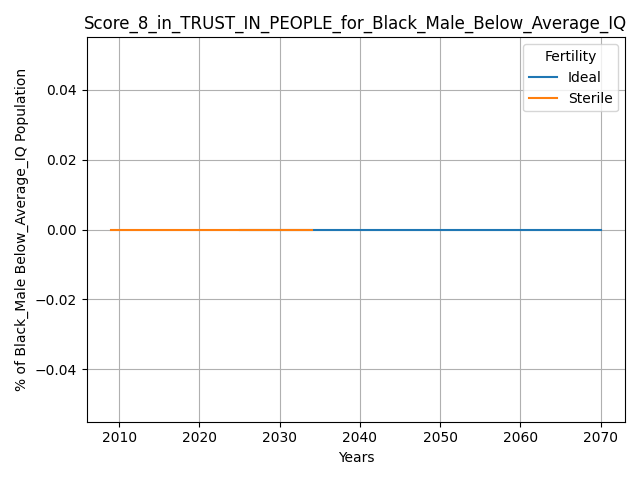 Score_8_in_TRUST_IN_PEOPLE_for_Black_Male_Below_Average_IQ
Fertility
Ideal
Sterile
% of Black_Male Below_Average_IQ Population
0.04
0.02
0.00
−0.02
−0.04
2010 2020 2030 2040 2050 2060 2070
Years